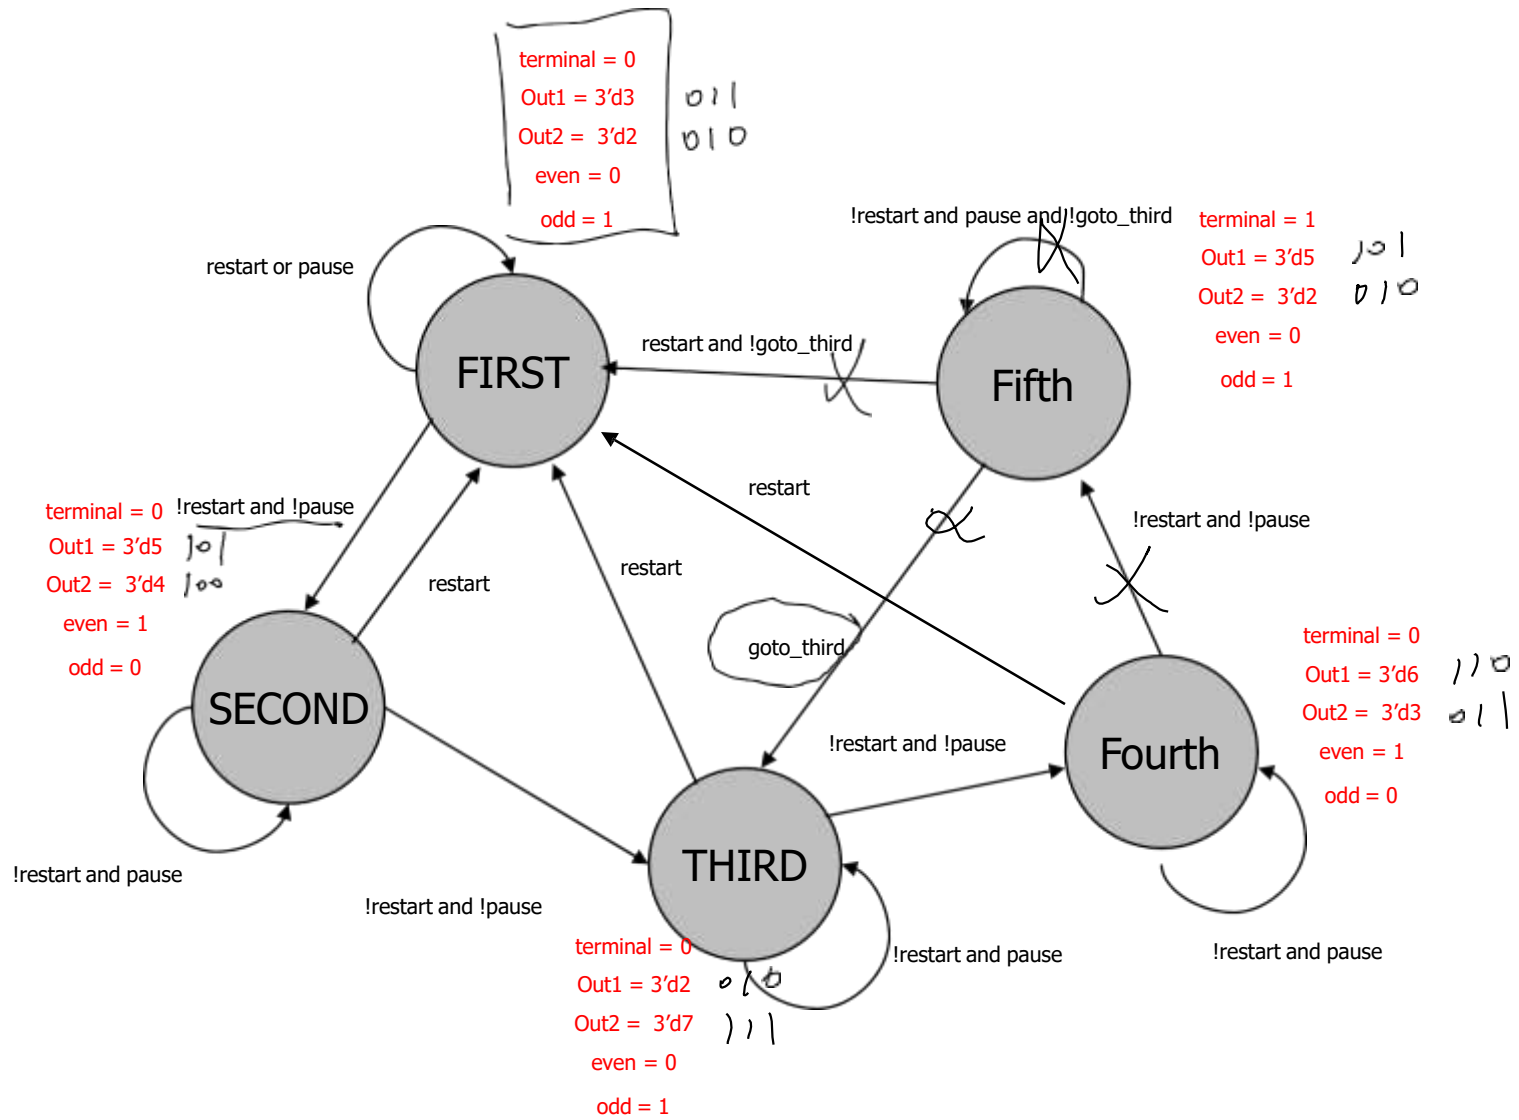 terminal = 0
Out1 = 3'd3 011
Out2 = 3'd2 010
even = 0
odd = 1
restart or pause
FIRST
!restart and pause and !goto_third
terminal = 1
Out1 = 3'd5 101
Out2 = 3'd2 010
even = 0
odd = 1
Fifth
restart and !goto_third
restart
!restart and !pause
terminal = 0
Out1 = 3'd5 101
Out2 = 3'd4 100
even = 1
odd = 0
!restart and !pause
restart
restart
goto_third
SECOND
!restart and pause
!restart and !pause
!restart and !pause
terminal = 0
Out1 = 3'd6 110
Out2 = 3'd3 011
even = 1
odd = 0
Fourth
!restart and pause
THIRD
terminal = 0
Out1 = 3'd2 010
Out2 = 3'd7 111
even = 0
odd = 1
!restart and pause